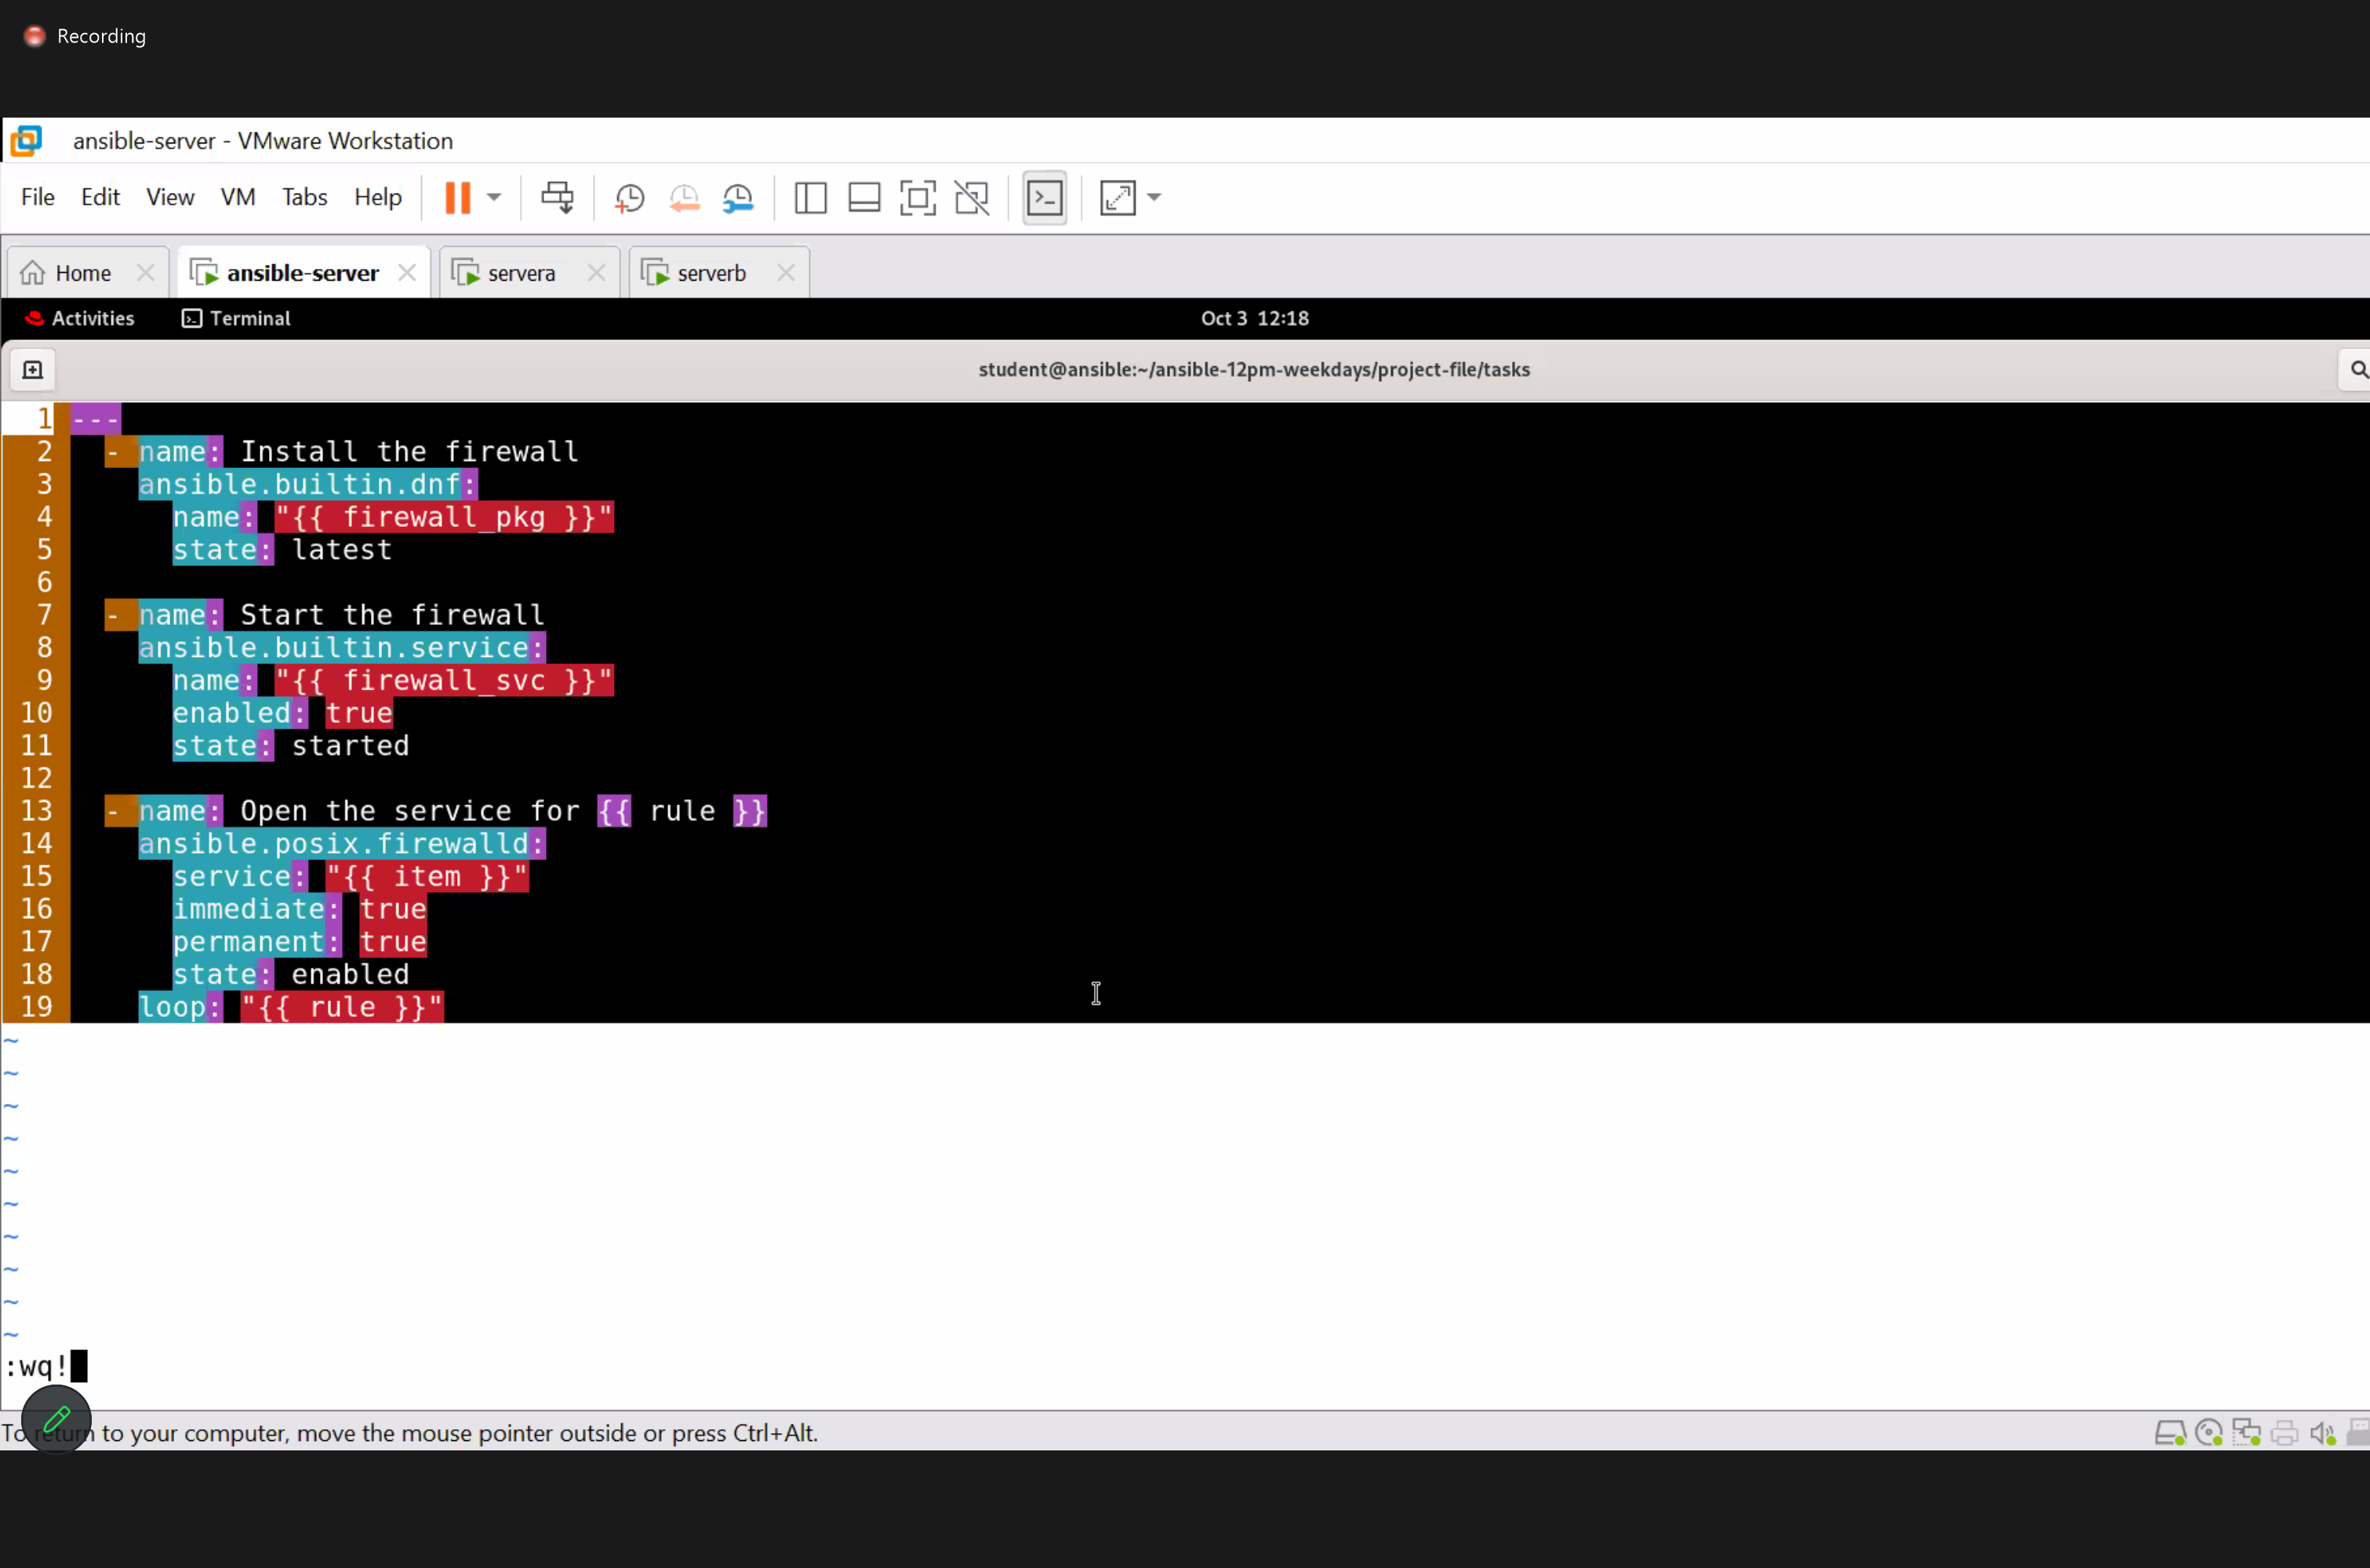 Recording
ansible-server - VMware Workstation
File Edit View VM Tabs Help
Home ansible-server servera serverb
Activities Terminal Oct 3 12:18
student@ansible:~/ansible-12pm-weekdays/project-file/tasks
1 ---
2   - name: Install the firewall
3     ansible.builtin.dnf:
4       name: "{{ firewall_pkg }}"
5       state: latest
6
7   - name: Start the firewall
8     ansible.builtin.service:
9       name: "{{ firewall_svc }}"
10       enabled: true
11       state: started
12
13   - name: Open the service for {{ rule }}
14     ansible.posix.firewalld:
15       service: "{{ item }}"
16       immediate: true
17       permanent: true
18       state: enabled
19     loop: "{{ rule }}"
~
~
~
~
~
~
~
~
~
~
:wq!
To return to your computer, move the mouse pointer outside or press Ctrl+Alt.